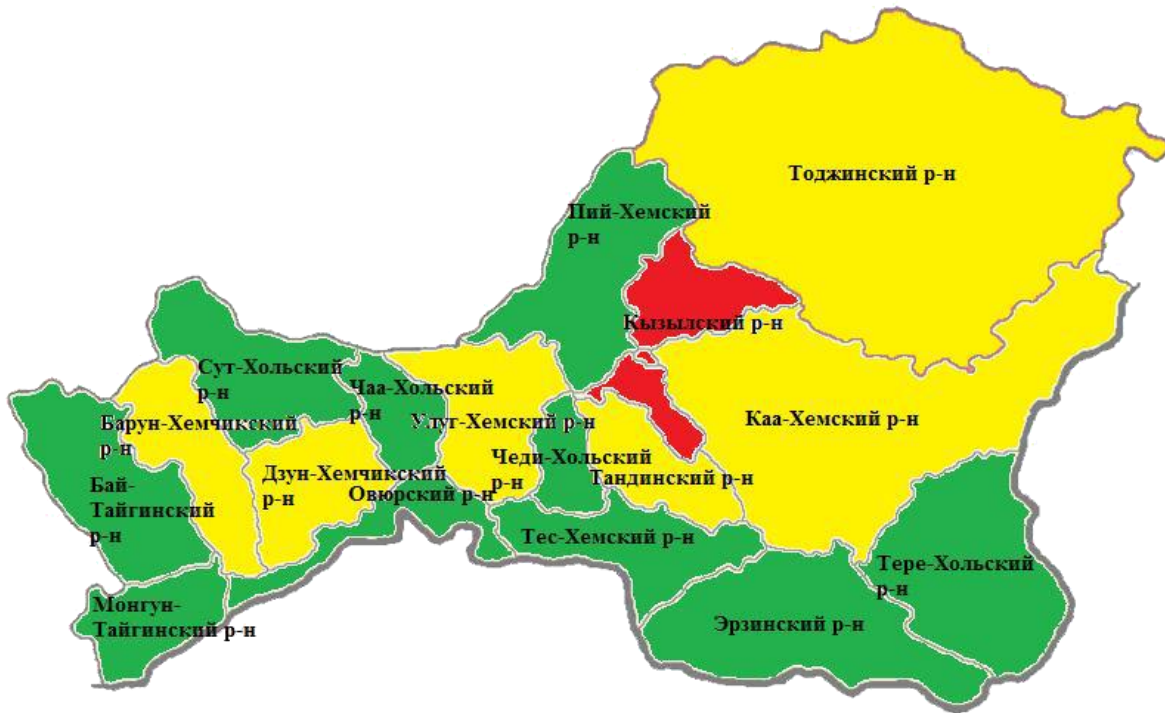 Тоджинский р-н
Пий-Хемский
р-н
Кызылский р-н
Сут-Хольский
р-н
Чаа-Хольский
р-н
Улуг-Хемский р-н
Каа-Хемский р-н
Барун-Хемчикский
р-н
Чеди-Хольский
р-н
Тандинский р-н
Дзун-Хемчикский
р-н
Овюрский р-н
Бай-
Тайгинский
р-н
Тес-Хемский р-н
Тере-Хольский
р-н
Монгун-
Тайгинский р-н
Эрзинский р-н